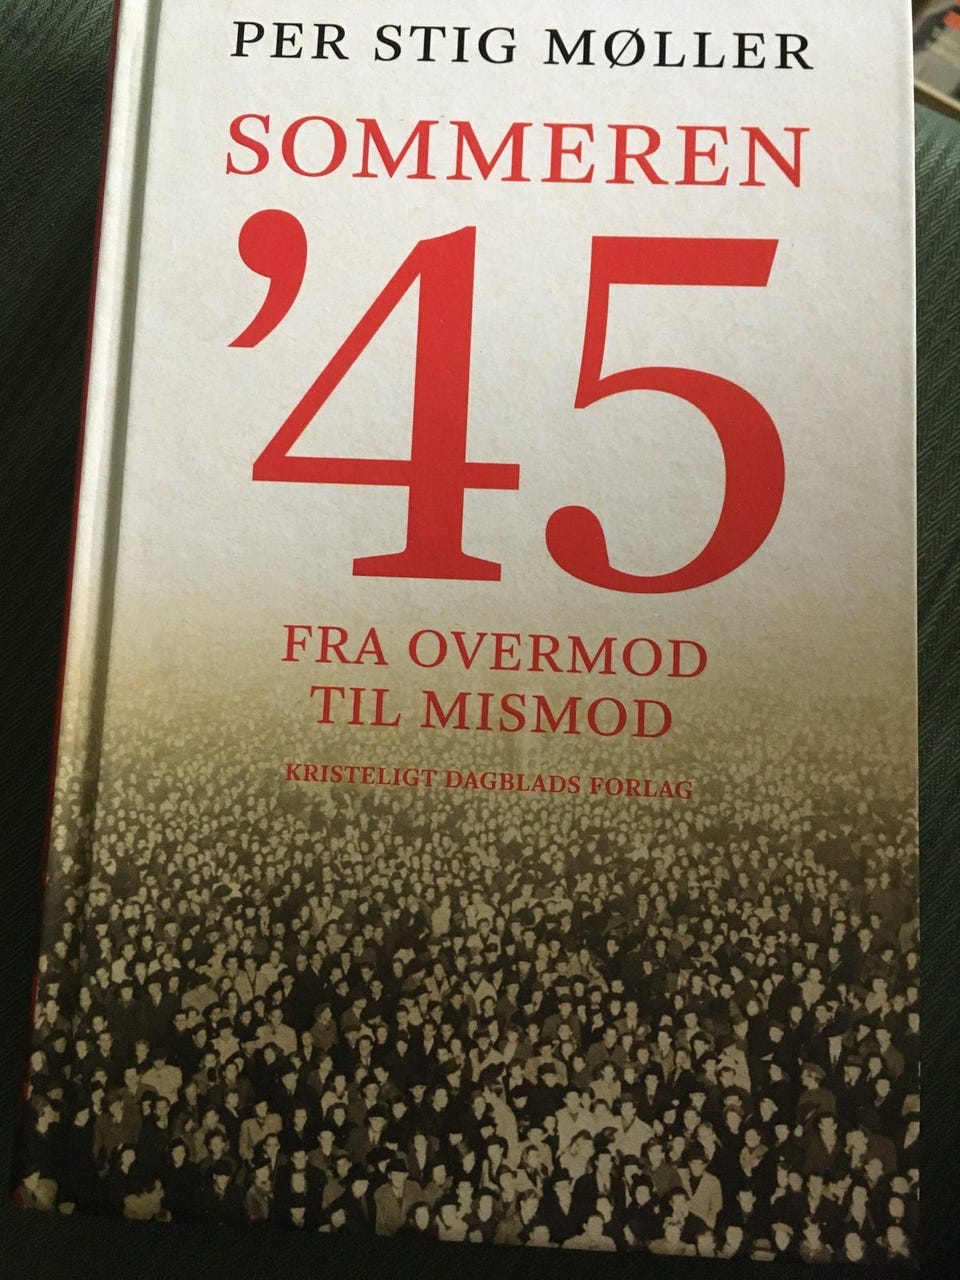 PER STIG MØLLER
SOMMEREN
’45
FRA OVERMOD
TIL MISMOD
KRISTELIGT DAGBLADS FORLAG